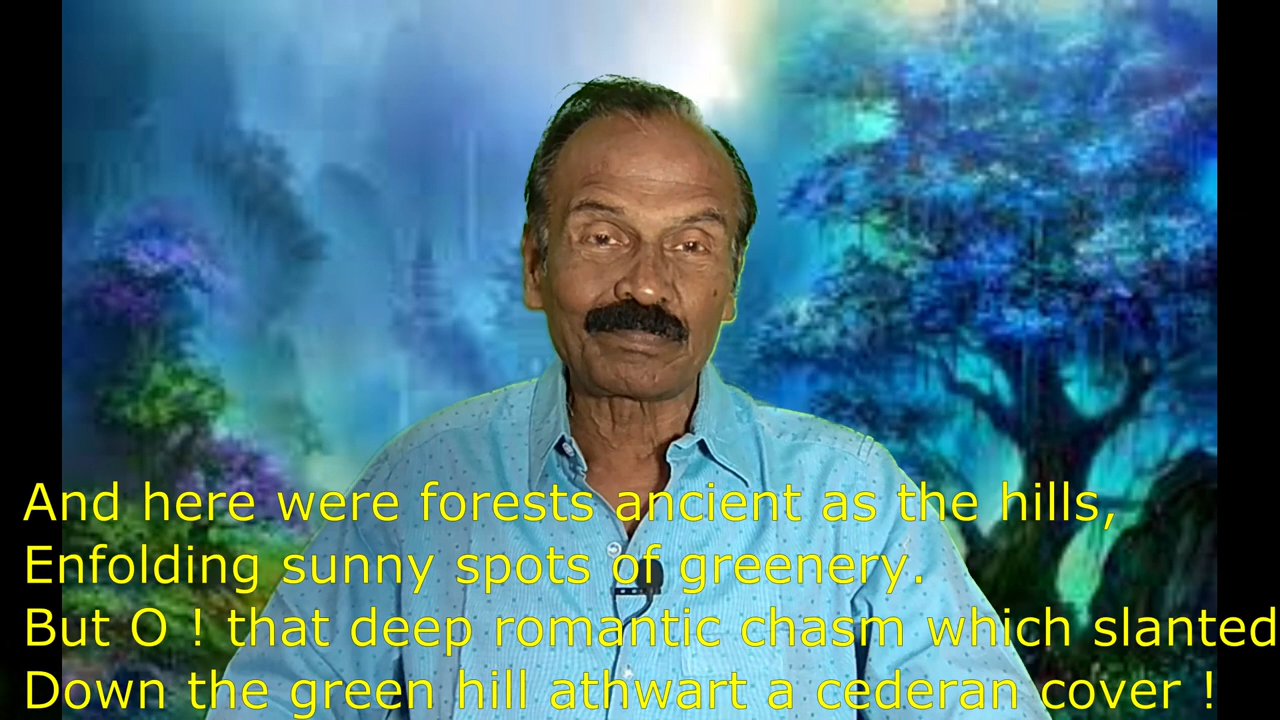 And here were forests ancient as the hills,
Enfolding sunny spots of greenery.
But O ! that deep romantic chasm which slanted
Down the green hill athwart a cederan cover !